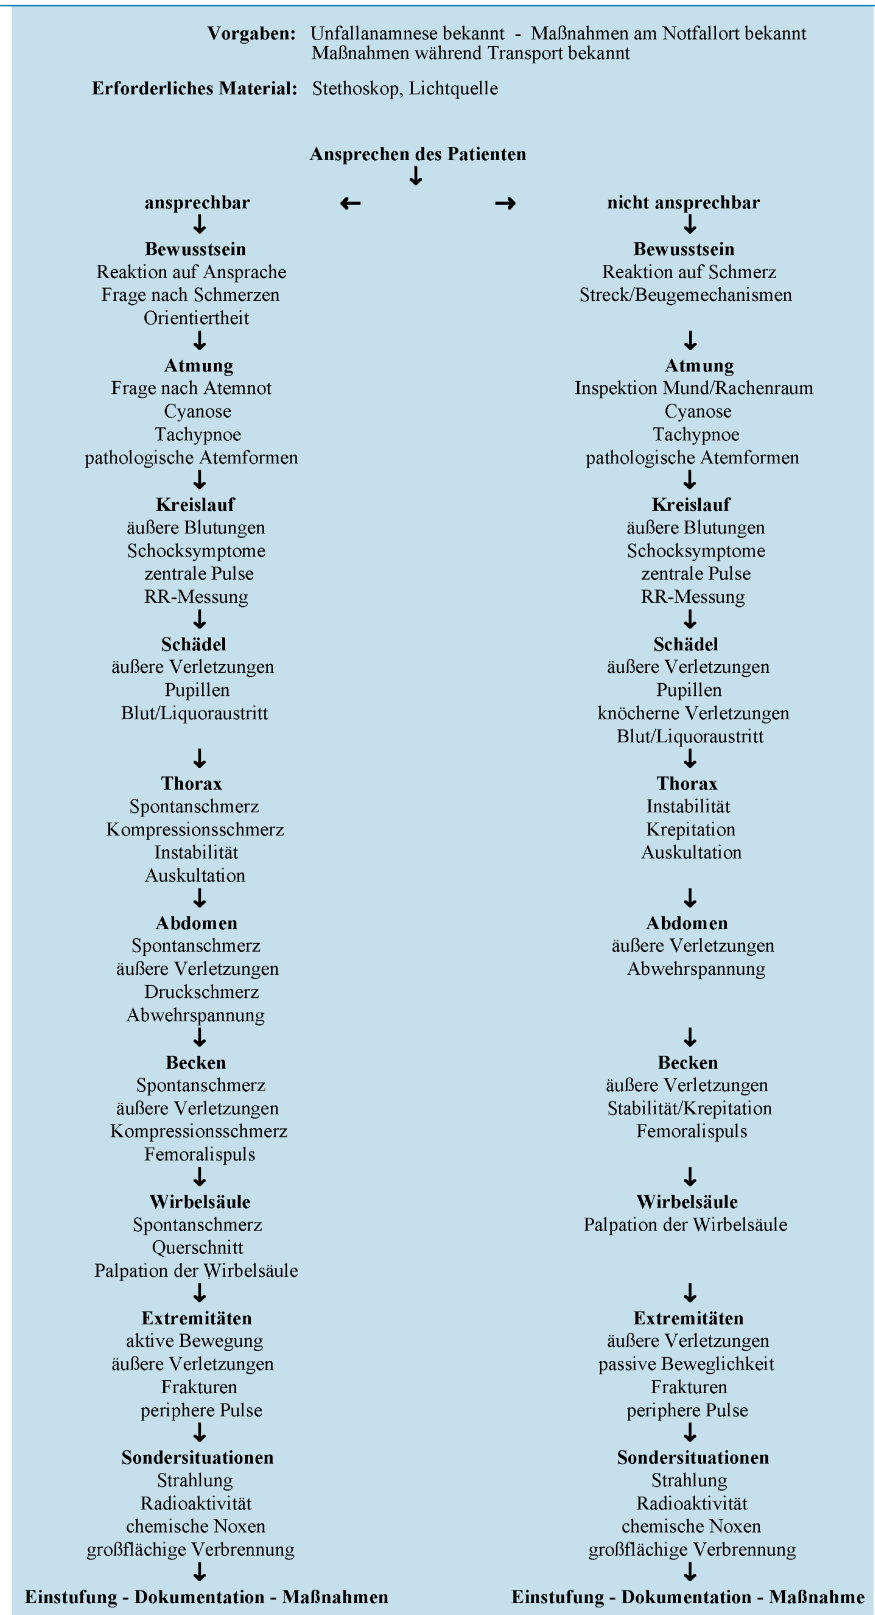 Vorgaben: Unfallanamnese bekannt - Maßnahmen am Notfallort bekannt
Maßnahmen während Transport bekannt
Erforderliches Material: Stethoskop, Lichtquelle
Ansprechen des Patienten
↓
ansprechbar ← → nicht ansprechbar
↓ ↓
Bewusstsein Bewusstsein
Reaktion auf Ansprache Reaktion auf Schmerz
Frage nach Schmerzen Streck/Beugemechanismen
Orientiertheit
↓ ↓
Atmung Atmung
Frage nach Atemnot Inspektion Mund/Rachenraum
Cyanose Cyanose
Tachypnoe Tachypnoe
pathologische Atemformen pathologische Atemformen
↓ ↓
Kreislauf Kreislauf
äußere Blutungen äußere Blutungen
Schocksymptome Schocksymptome
zentrale Pulse zentrale Pulse
RR-Messung RR-Messung
↓ ↓
Schädel Schädel
äußere Verletzungen äußere Verletzungen
Pupillen Pupillen
Blut/Liquoraustritt knöcherne Verletzungen
Blut/Liquoraustritt
↓ ↓
Thorax Thorax
Spontanschmerz Instabilität
Kompressionsschmerz Krepitation
Instabilität Auskultation
Auskultation
↓ ↓
Abdomen Abdomen
Spontanschmerz äußere Verletzungen
äußere Verletzungen Abwehrspannung
Druckschmerz
Abwehrspannung
↓ ↓
Becken Becken
Spontanschmerz äußere Verletzungen
äußere Verletzungen Stabilität/Krepitation
Kompressionsschmerz Femoralispuls
Femoralispuls
↓ ↓
Wirbelsäule Wirbelsäule
Spontanschmerz Palpation der Wirbelsäule
Querschnitt
Palpation der Wirbelsäule
↓ ↓
Extremitäten Extremitäten
aktive Bewegung äußere Verletzungen
äußere Verletzungen passive Beweglichkeit
Frakturen Frakturen
periphere Pulse periphere Pulse
↓ ↓
Sondersituationen Sondersituationen
Strahlung Strahlung
Radioaktivität Radioaktivität
chemische Noxen chemische Noxen
großflächige Verbrennung großflächige Verbrennung
↓ ↓
Einstufung - Dokumentation - Maßnahmen Einstufung - Dokumentation - Maßnahme